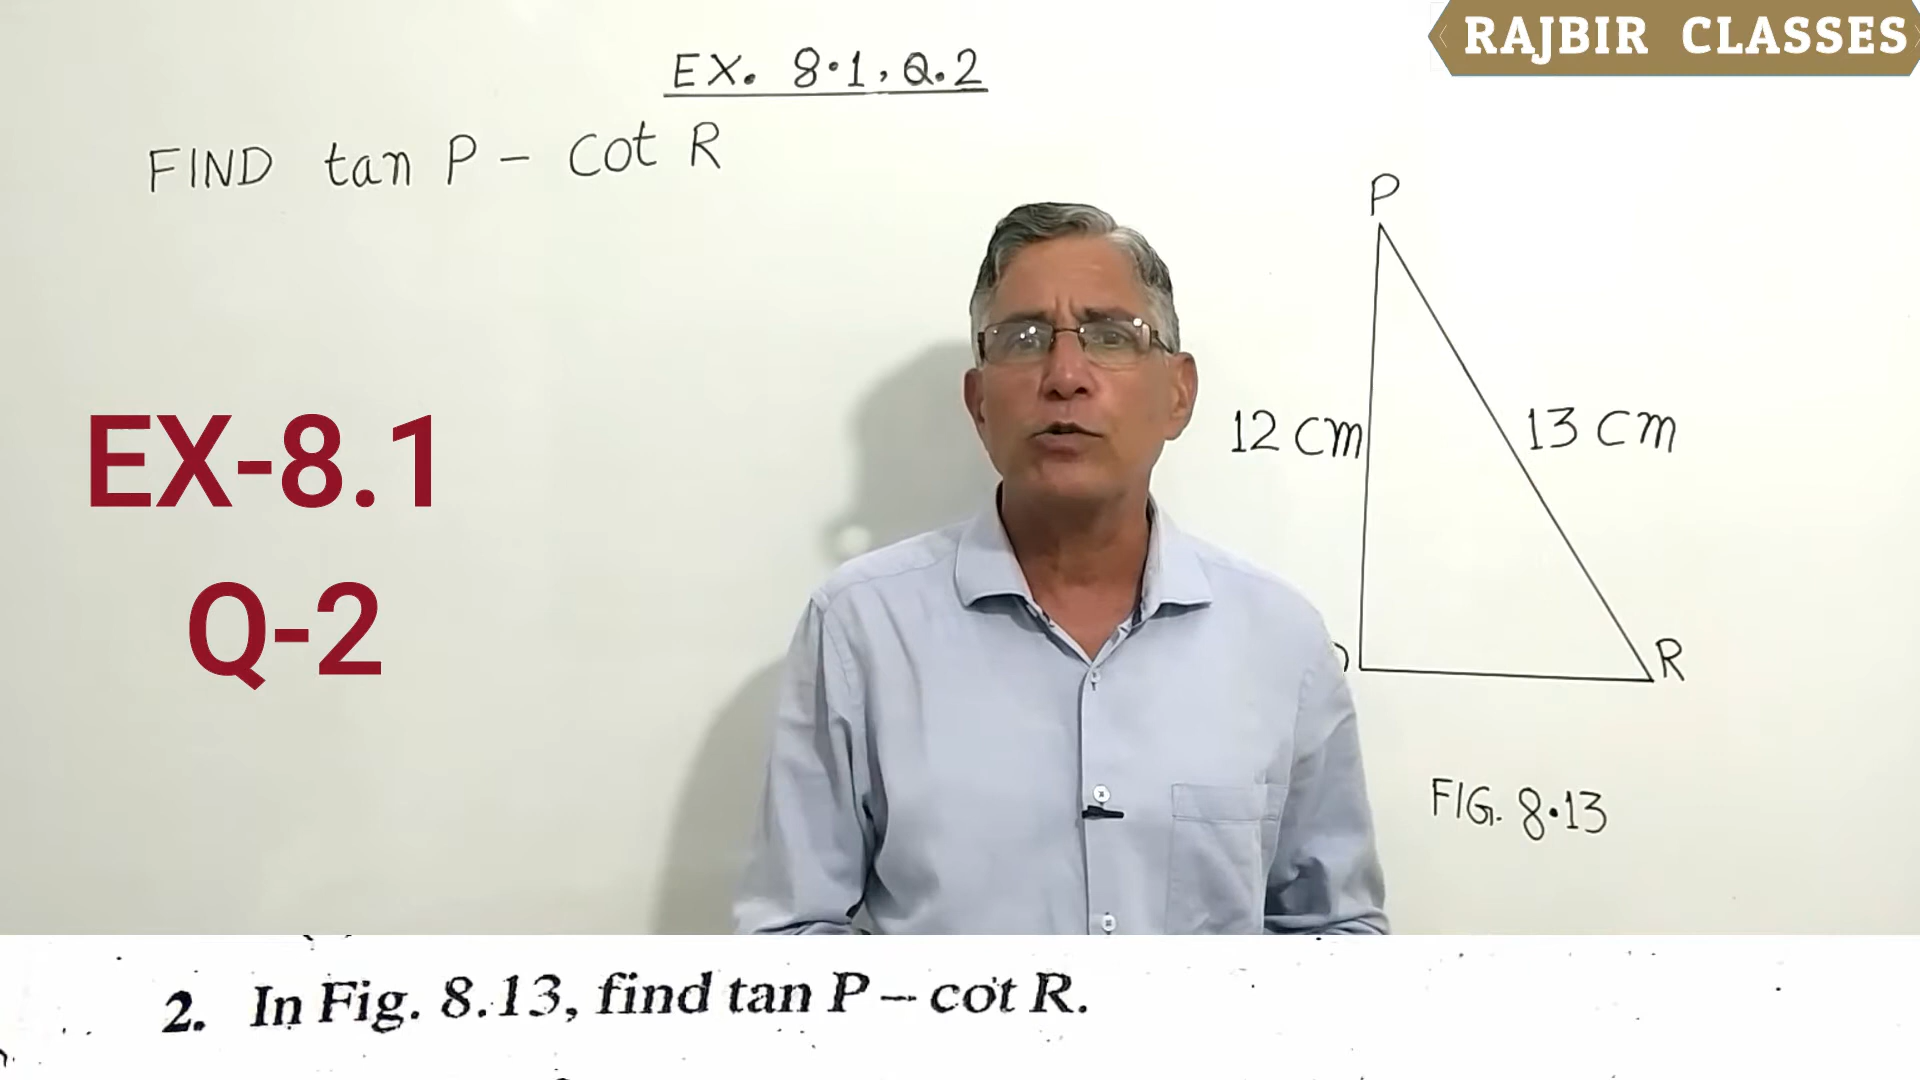 RAJBIR CLASSES
EX. 8.1, Q.2
FIND tan P - Cot R
P
12 cm
13 cm
EX-8.1
Q-2
R
FIG. 8.13
2. In Fig. 8.13, find tan P – cot R.